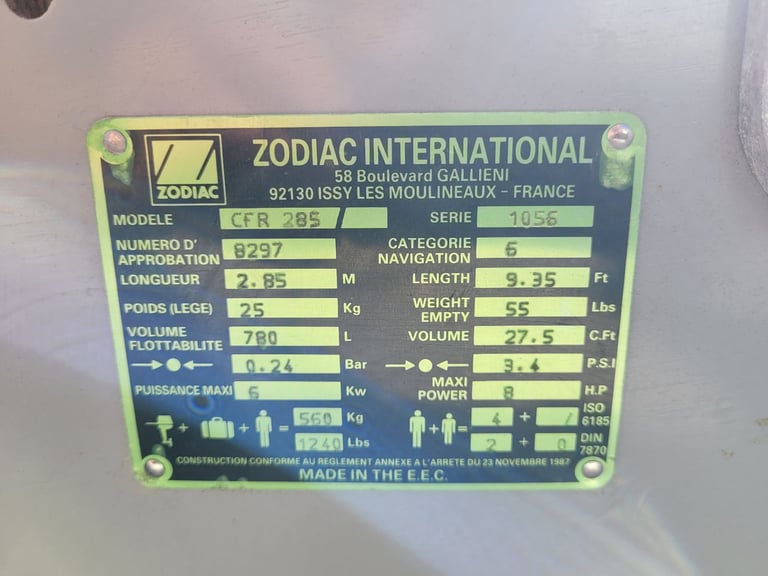 ZODIAC
ZODIAC INTERNATIONAL
58 Boulevard GALLIENI
92130 ISSY LES MOULINEAUX - FRANCE
MODELE CFR 285 / SERIE 1056
NUMERO D'
APPROBATION 8297
CATEGORIE
NAVIGATION 6
LONGUEUR 2.85 M LENGTH 9.35 Ft
POIDS (LEGE) 25 Kg WEIGHT
EMPTY 55 Lbs
VOLUME
FLOTTABILITE 780 L VOLUME 27.5 C.Ft
0.24 Bar 3.4 P.S.I
PUISSANCE MAXI 6 Kw MAXI
POWER 8 H.P
+ + = 560 Kg + = 4 + / ISO
6185
1240 Lbs 2 + 0 DIN
7870
CONSTRUCTION CONFORME AU REGLEMENT ANNEXE A L'ARRETE DU 23 NOVEMBRE 1987
MADE IN THE E.E.C.